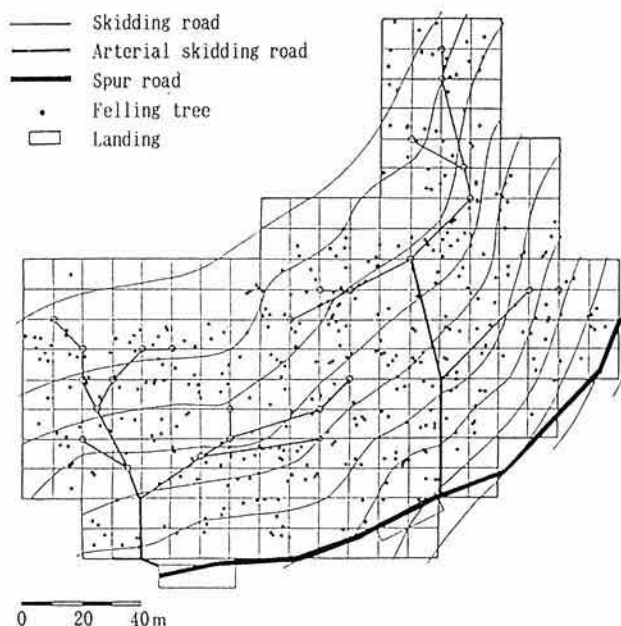 Skidding road
Arterial skidding road
Spur road
Felling tree
Landing
0 20 40m